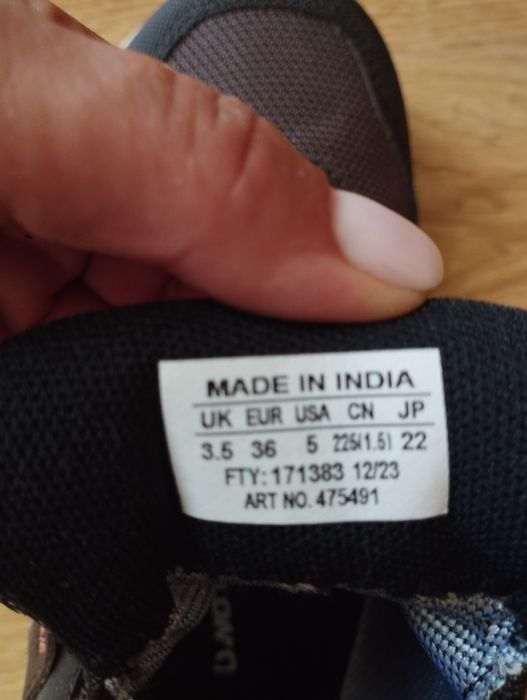 MADE IN INDIA
UK EUR USA CN JP
3.5 36 5 225(1.5) 22
FTY: 171383 12/23
ART NO. 475491